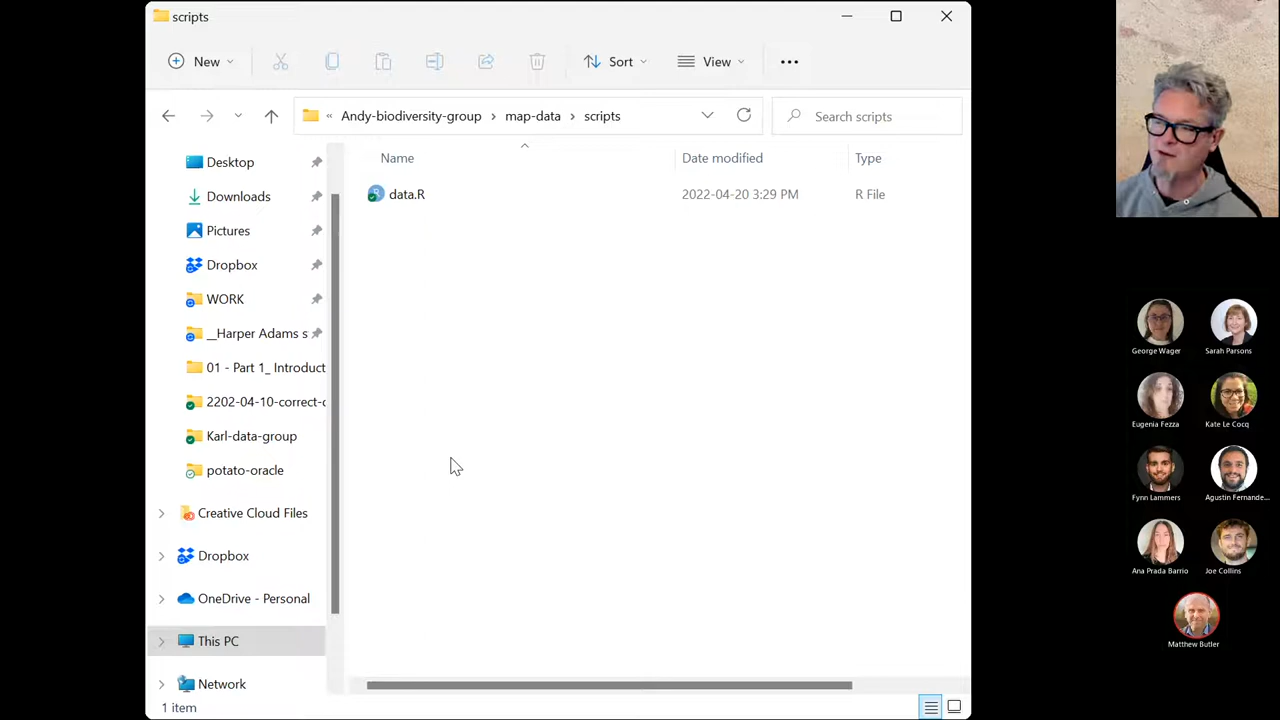 scripts
New
Sort
View
« Andy-biodiversity-group > map-data > scripts
Search scripts
Name
Date modified
Type
data.R
2022-04-20 3:29 PM
R File
Desktop
Downloads
Pictures
Dropbox
WORK
__Harper Adams s
01 - Part 1_ Introduct
2202-04-10-correct-c
Karl-data-group
potato-oracle
Creative Cloud Files
Dropbox
OneDrive - Personal
This PC
Network
1 item
George Wager
Sarah Parsons
Eugenia Fezza
Kate Le Cocq
Fynn Lammers
Agustin Fernande...
Ana Prada Barrio
Joe Collins
Matthew Butler